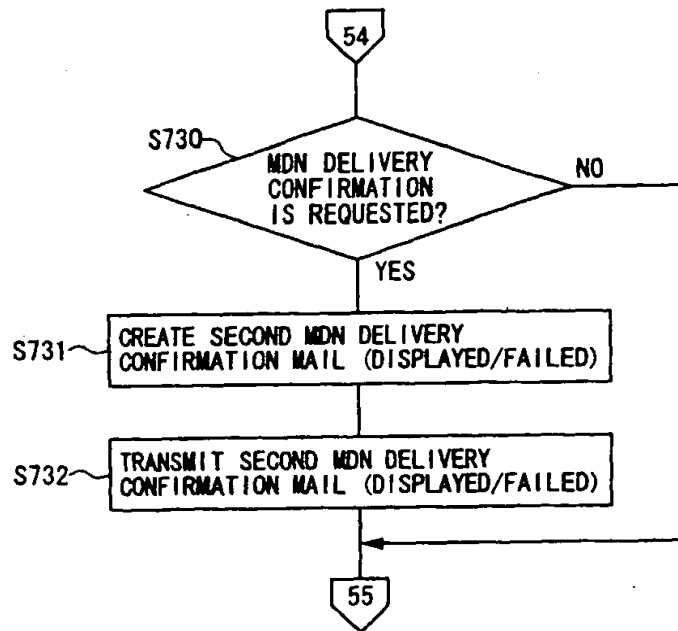 54
S730
MDN DELIVERY
CONFIRMATION
IS REQUESTED?
NO
YES
S731
CREATE SECOND MDN DELIVERY
CONFIRMATION MAIL (DISPLAYED/FAILED)
S732
TRANSMIT SECOND MDN DELIVERY
CONFIRMATION MAIL (DISPLAYED/FAILED)
55